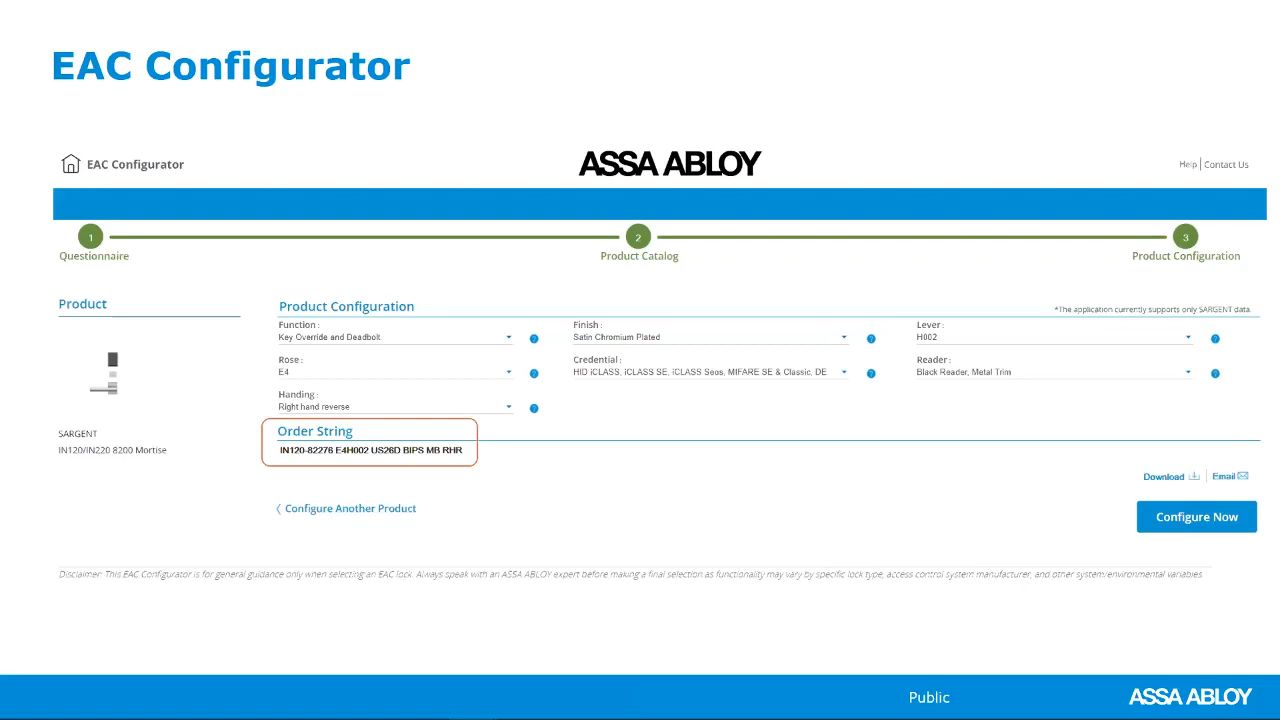 EAC Configurator
EAC Configurator
ASSA ABLOY
Help | Contact Us
1
2
3
Questionnaire
Product Catalog
Product Configuration
Product
SARGENT
IN120/IN220 8200 Mortise
Product Configuration
*The application currently supports only SARGENT data.
Function :
Key Override and Deadbolt
?
Finish :
Satin Chromium Plated
?
Lever :
H002
?
Rose :
E4
?
Credential :
HID iCLASS, iCLASS SE, iCLASS Seos, MIFARE SE & Classic, DE
?
Reader :
Black Reader, Metal Trim
?
Handing :
Right hand reverse
?
Order String
IN120-82276 E4H002 US26D BIPS MB RHR
Download | Email
Configure Another Product
Configure Now
Disclaimer: This EAC Configurator is for general guidance only when selecting an EAC lock. Always speak with an ASSA ABLOY expert before making a final selection as functionality may vary by specific lock type, access control system manufacturer, and other system/environmental variables
Public
ASSA ABLOY